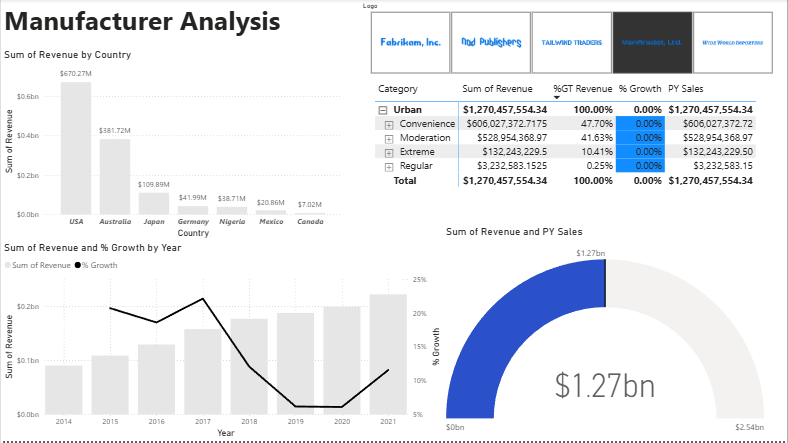 Manufacturer Analysis
Logo
Fabrikam, Inc.
Nod Publishers
TAILWIND TRADERS
VanArsdel, Ltd.
Wide World Importers
Sum of Revenue by Country
Sum of Revenue
$0.6bn
$0.4bn
$0.2bn
$0.0bn
$670.27M
$381.72M
$109.89M
$41.99M
$38.71M
$20.86M
$7.02M
USA Australia Japan Germany Nigeria Mexico Canada
Country
Category Sum of Revenue %GT Revenue % Growth PY Sales
Urban $1,270,457,554.34 100.00% 0.00% $1,270,457,554.34
Convenience $606,027,372.7175 47.70% 0.00% $606,027,372.72
Moderation $528,954,368.97 41.63% 0.00% $528,954,368.97
Extreme $132,243,229.5 10.41% 0.00% $132,243,229.50
Regular $3,232,583.1525 0.25% 0.00% $3,232,583.15
Total $1,270,457,554.34 100.00% 0.00% $1,270,457,554.34
Sum of Revenue and % Growth by Year
Sum of Revenue % Growth
Sum of Revenue
$0.2bn
$0.1bn
$0.0bn
25%
20%
15%
10%
5%
% Growth
2014 2015 2016 2017 2018 2019 2020 2021
Year
Sum of Revenue and PY Sales
$1.27bn
$1.27bn
$0bn
$2.54bn